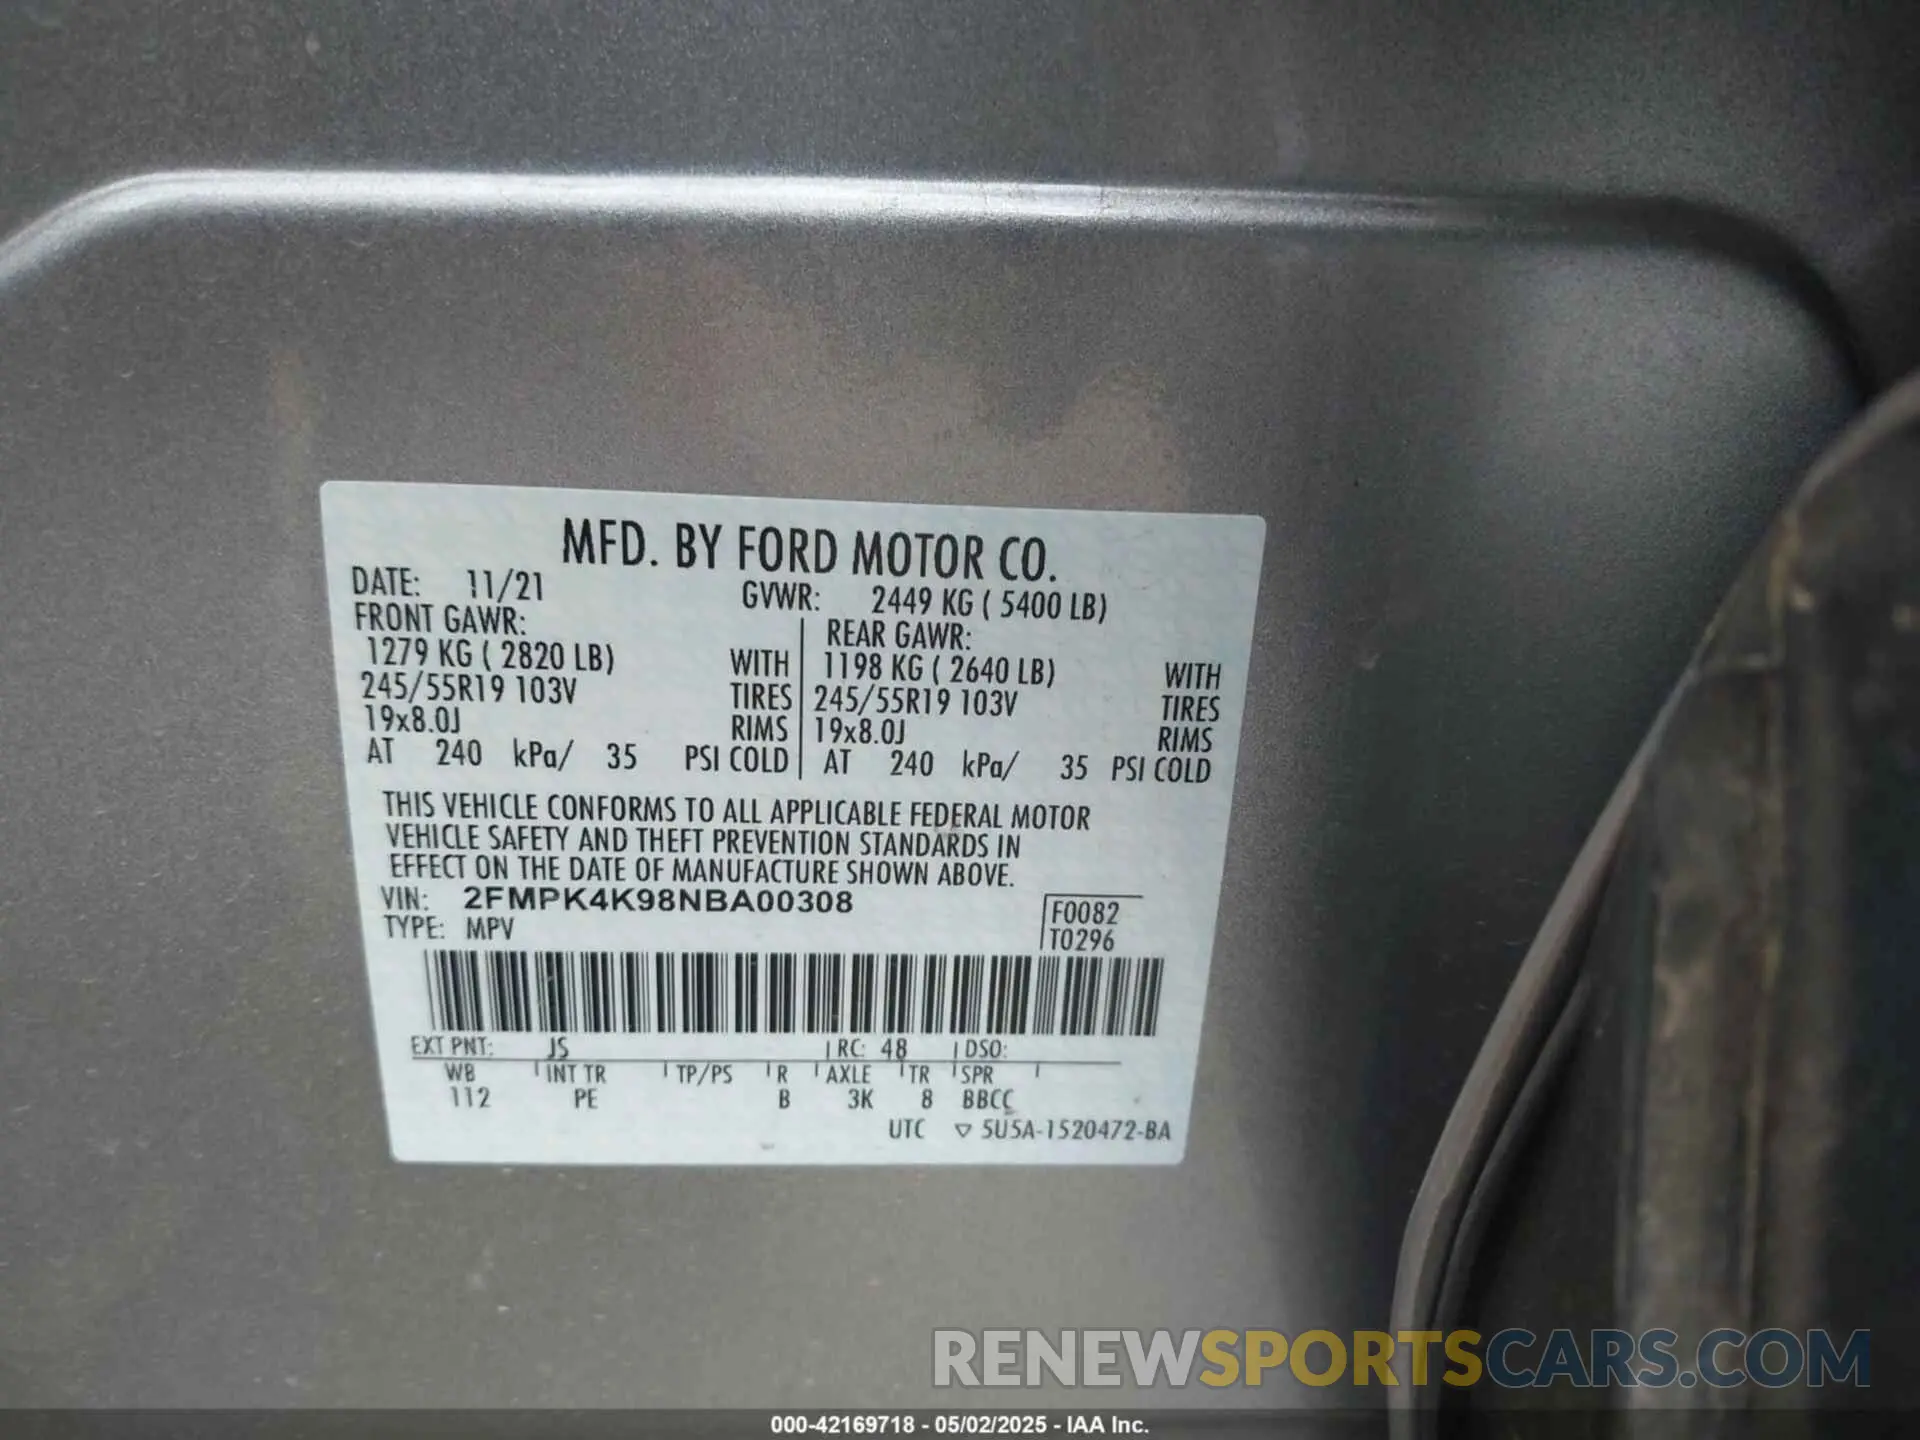 MFD. BY FORD MOTOR CO.
DATE: 11/21 GVWR: 2449 KG ( 5400 LB)
FRONT GAWR: REAR GAWR:
1279 KG ( 2820 LB) WITH 1198 KG ( 2640 LB) WITH
245/55R19 103V TIRES 245/55R19 103V TIRES
19x8.0J RIMS 19x8.0J RIMS
AT 240 kPa/ 35 PSI COLD AT 240 kPa/ 35 PSI COLD
THIS VEHICLE CONFORMS TO ALL APPLICABLE FEDERAL MOTOR
VEHICLE SAFETY AND THEFT PREVENTION STANDARDS IN
EFFECT ON THE DATE OF MANUFACTURE SHOWN ABOVE.
VIN: 2FMPK4K98NBA00308 F0082
TYPE: MPV T0296
EXT PNT: JS RC: 48 DSO:
WB INT TR TP/PS R AXLE TR SPR
112 PE B 3K 8 BBCC
UTC ▽ 5U5A-1520472-BA
RENEWSPORTSCARS.COM
000-42169718 - 05/02/2025 - IAA Inc.